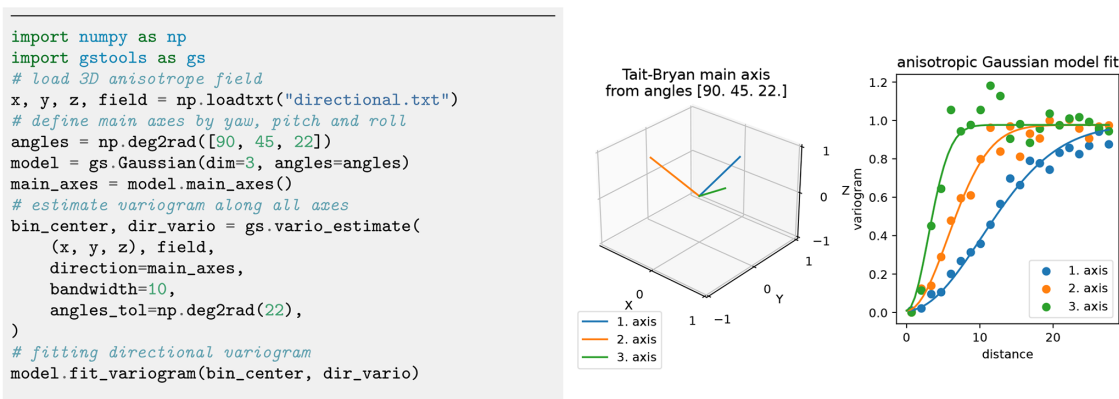 import numpy as np
import gstools as gs
# load 3D anisotrope field
x, y, z, field = np.loadtxt("directional.txt")
# define main axes by yaw, pitch and roll
angles = np.deg2rad([90, 45, 22])
model = gs.Gaussian(dim=3, angles=angles)
main_axes = model.main_axes()
# estimate variogram along all axes
bin_center, dir_vario = gs.vario_estimate(
    (x, y, z), field,
    direction=main_axes,
    bandwidth=10,
    angles_tol=np.deg2rad(22),
)
# fitting directional variogram
model.fit_variogram(bin_center, dir_vario)
Tait-Bryan main axis
from angles [90. 45. 22.]
1
0
−1
Z
1
0
Y
−1
X
0
1
1. axis
2. axis
3. axis
anisotropic Gaussian model fit
1.2
1.0
0.8
0.6
0.4
0.2
0.0
variogram
1. axis
2. axis
3. axis
0
10
20
distance